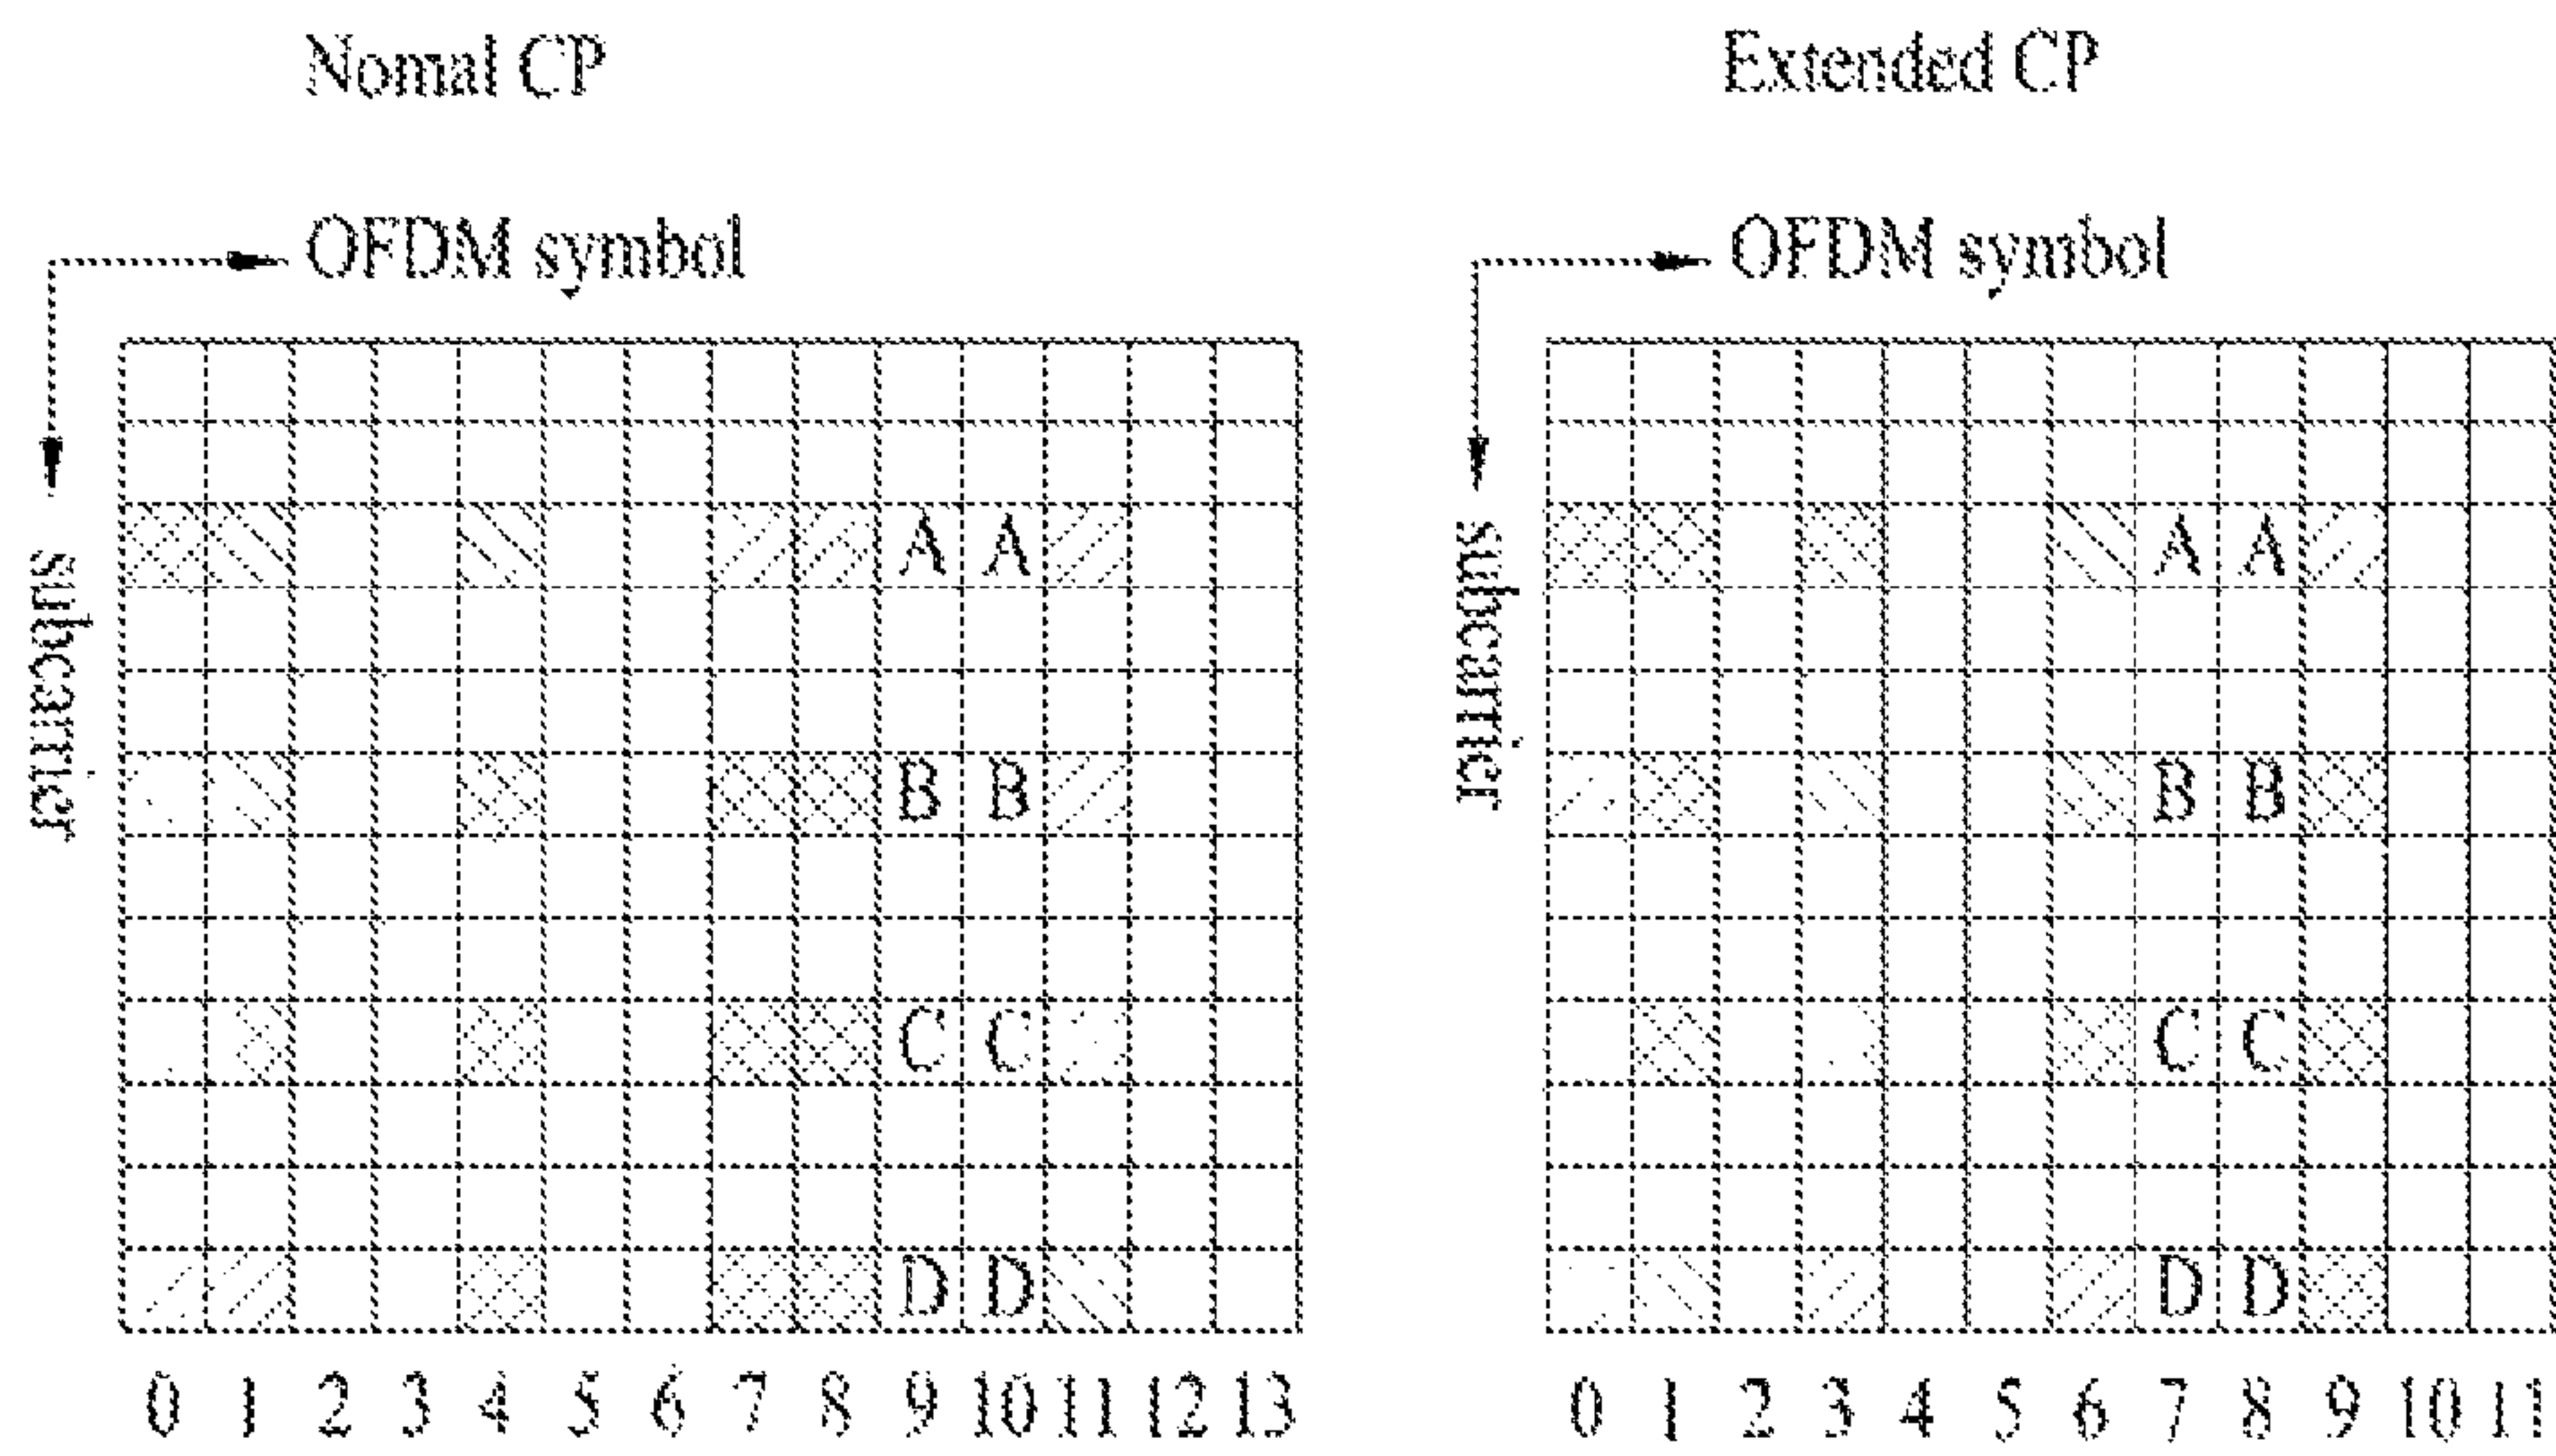 Nomal CP
OFDM symbol
subcarrier
A A
B B
C C
D D
0 1 2 3 4 5 6 7 8 9 10 11 12 13
Extended CP
OFDM symbol
subcarrier
A A
B B
C C
D D
0 1 2 3 4 5 6 7 8 9 10 11